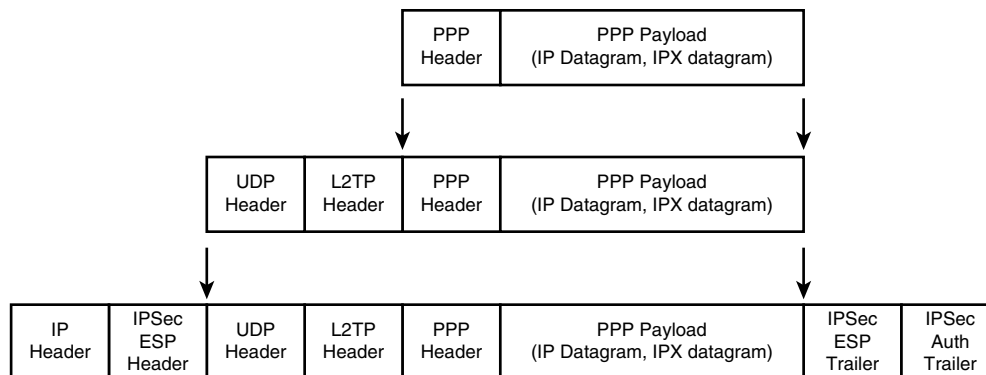 PPP
Header
PPP Payload
(IP Datagram, IPX datagram)
UDP
Header
L2TP
Header
PPP
Header
PPP Payload
(IP Datagram, IPX datagram)
IP
Header
IPSec
ESP
Header
UDP
Header
L2TP
Header
PPP
Header
PPP Payload
(IP Datagram, IPX datagram)
IPSec
ESP
Trailer
IPSec
Auth
Trailer